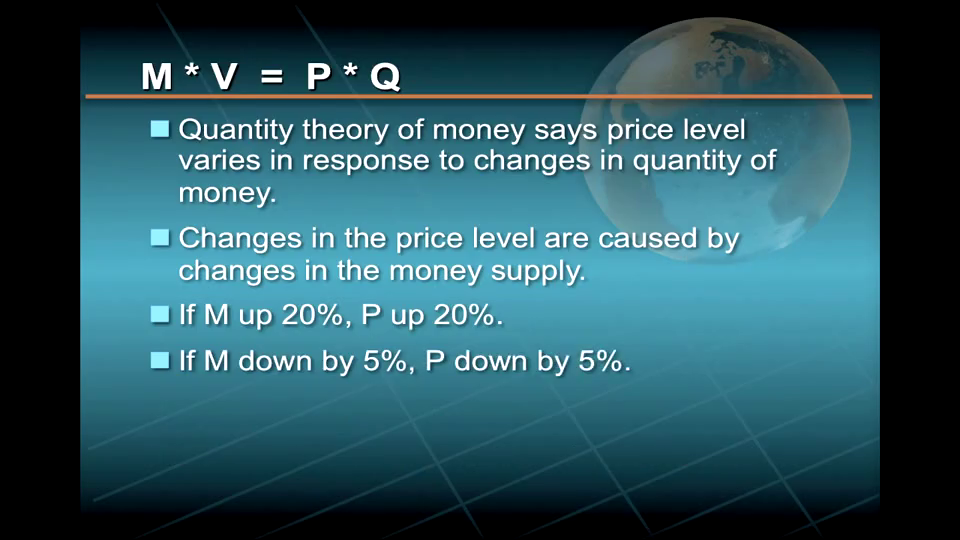 M * V = P * Q
Quantity theory of money says price level
varies in response to changes in quantity of
money.
Changes in the price level are caused by
changes in the money supply.
If M up 20%, P up 20%.
If M down by 5%, P down by 5%.